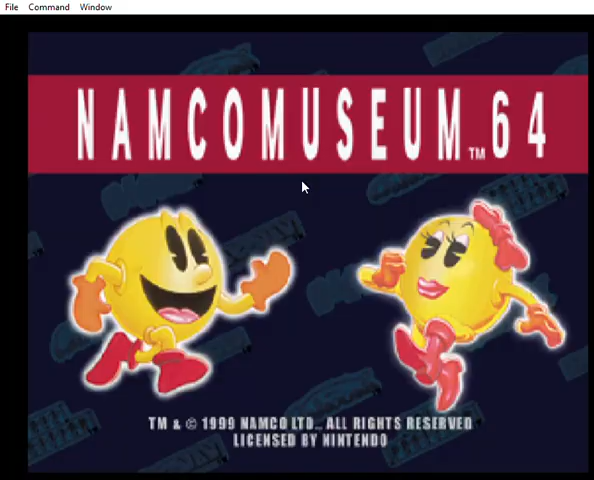 File Command Window
NAMCOMUSEUM TM 64
TM & © 1999 NAMCO LTD., ALL RIGHTS RESERVED
LICENSED BY NINTENDO